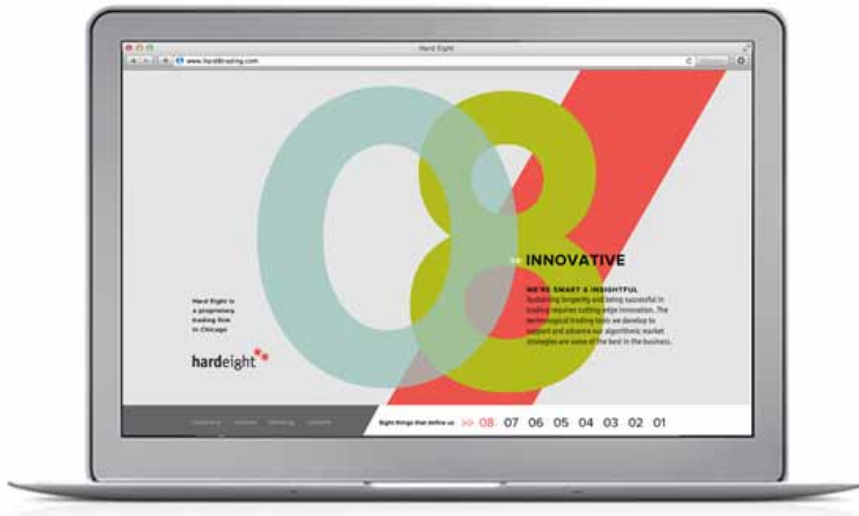 Hard Eight
www.hard8trading.com
08
INNOVATIVE
WE'RE SMART & INSIGHTFUL
Sustaining longevity and being successful in
trading requires cutting edge innovation. The
technological trading tools we develop to
support and advance our algorithmic market
strategies are some of the best in the business.
Hard Eight is
a proprietary
trading firm
in Chicago
hardeight
Eight things that define us >> 08 07 06 05 04 03 02 01